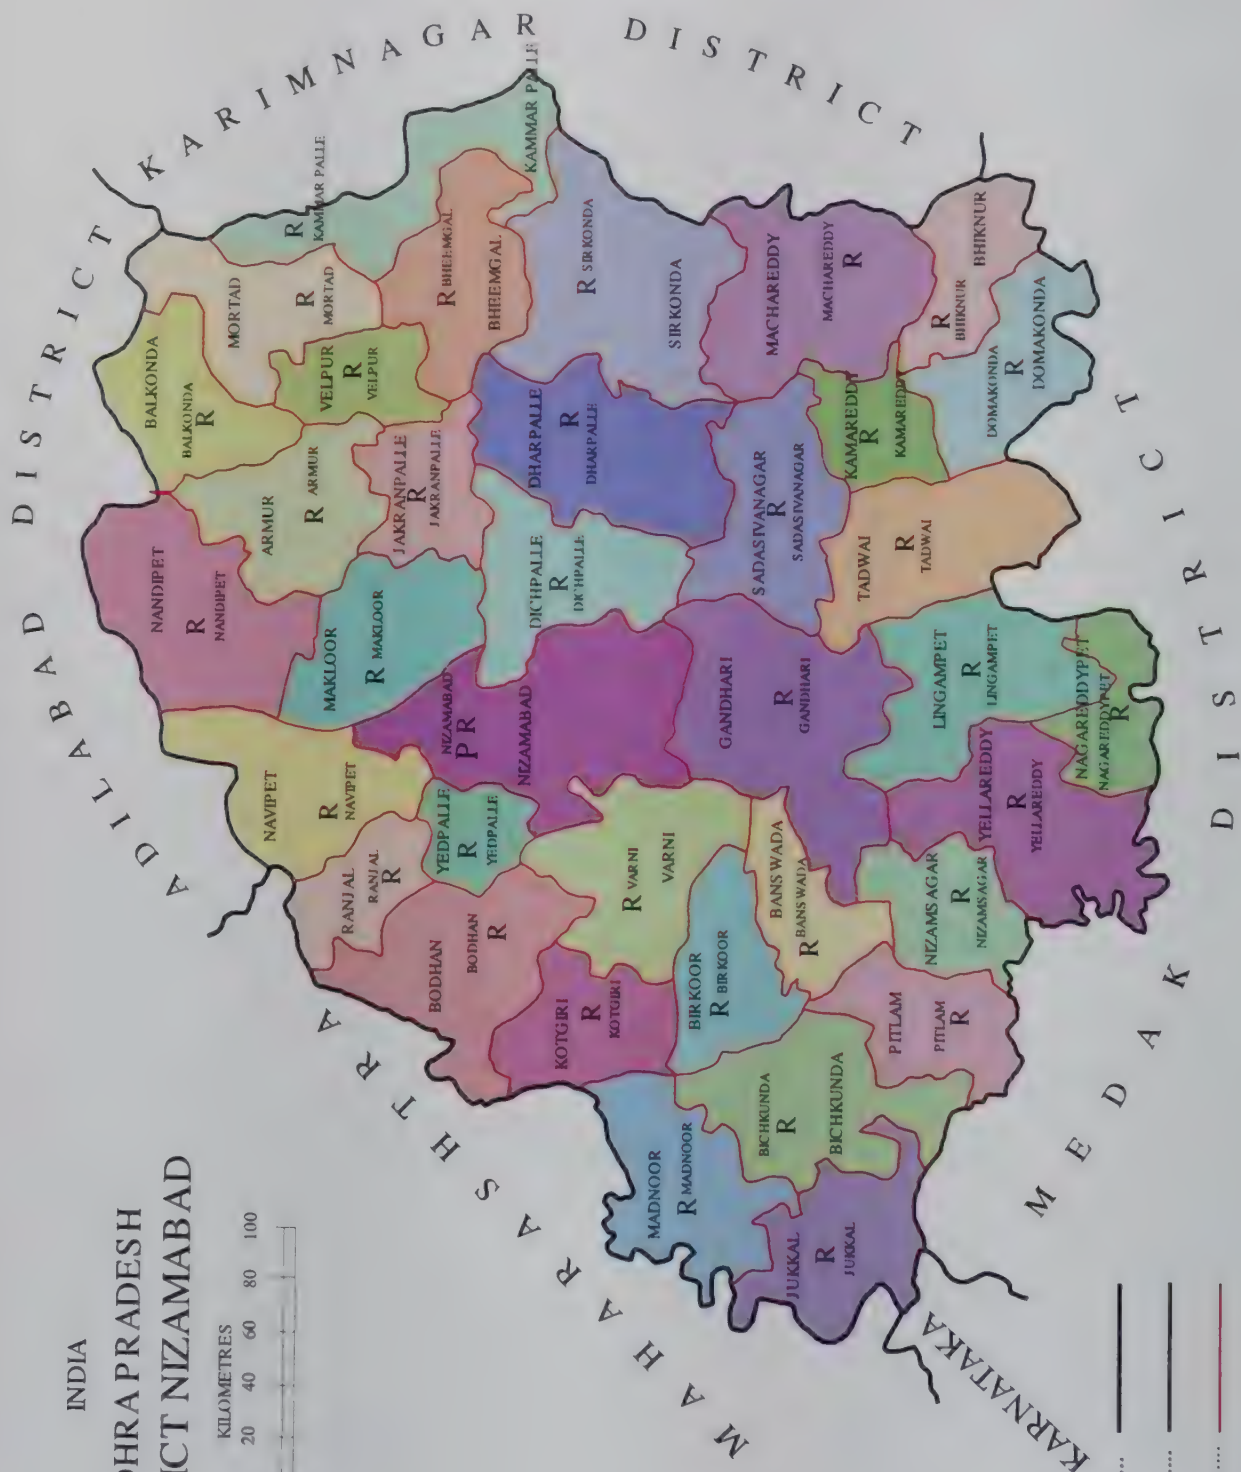 INDIA
DHRA PRADESH
ICT NIZAMABAD
KILOMETRES
20 40 60 80 100
ADILABAD DISTRICT
KARIMNAGAR DISTRICT
MEDAK DISTRICT
MAHARASHTRA
KARNATAKA
BALKONDA
BALKONDA
R
MORTAD
R
MORTAD
R
KAMMAR PALLE
KAMMAR PALLE
VELPUR
R
VELPUR
R BHEEMGAL
BHEEMGAL
NANDIPET
R
NANDIPET
ARMUR
R ARMUR
JAKRANPALLE
R
JAKRANPALLE
MAKLOOR
R MAKLOOR
R SIRKONDA
SIRKONDA
DHARPALLE
R
DHARPALLE
DICHPALLE
R
DICHPALLE
NAVIPET
R
NAVIPET
NIZAMABAD
P R
NIZAMABAD
RANJAL
RANJAL
R
YEDPALLE
R
YEDPALLE
BODHAN
BODHAN
R
R VARNI
VARNI
KOTGIRI
R
KOTGIRI
BIRKOOR
R BIRKOOR
BANSWADA
BANSWADA
R
MACHAREDDY
MACHAREDDY
R
R
BHIKNUR
BHIKNUR
DOMAKONDA
R
DOMAKONDA
KAMAREDDY
R
KAMAREDDY
SADASIVANAGAR
R
SADASIVANAGAR
TADWAI
R
TADWAI
GANDHARI
R
GANDHARI
LINGAMPET
R
LINGAMPET
NAGAREDDYPET
NAGAREDDYPET
R
YELLAREDDY
R
YELLAREDDY
NIZAMSAGAR
R
NIZAMSAGAR
PITLAM
PITLAM
R
BICHKUNDA
R
BICHKUNDA
MADNOOR
R MADNOOR
JUKKAL
R
JUKKAL